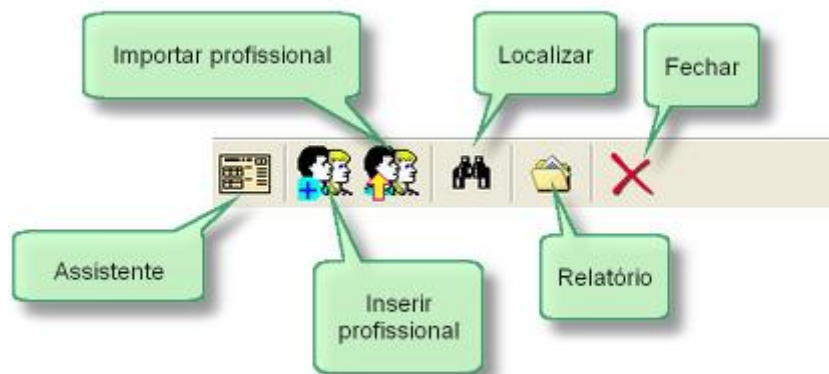 Importar profissional
Localizar
Fechar
Assistente
Inserir
profissional
Relatório